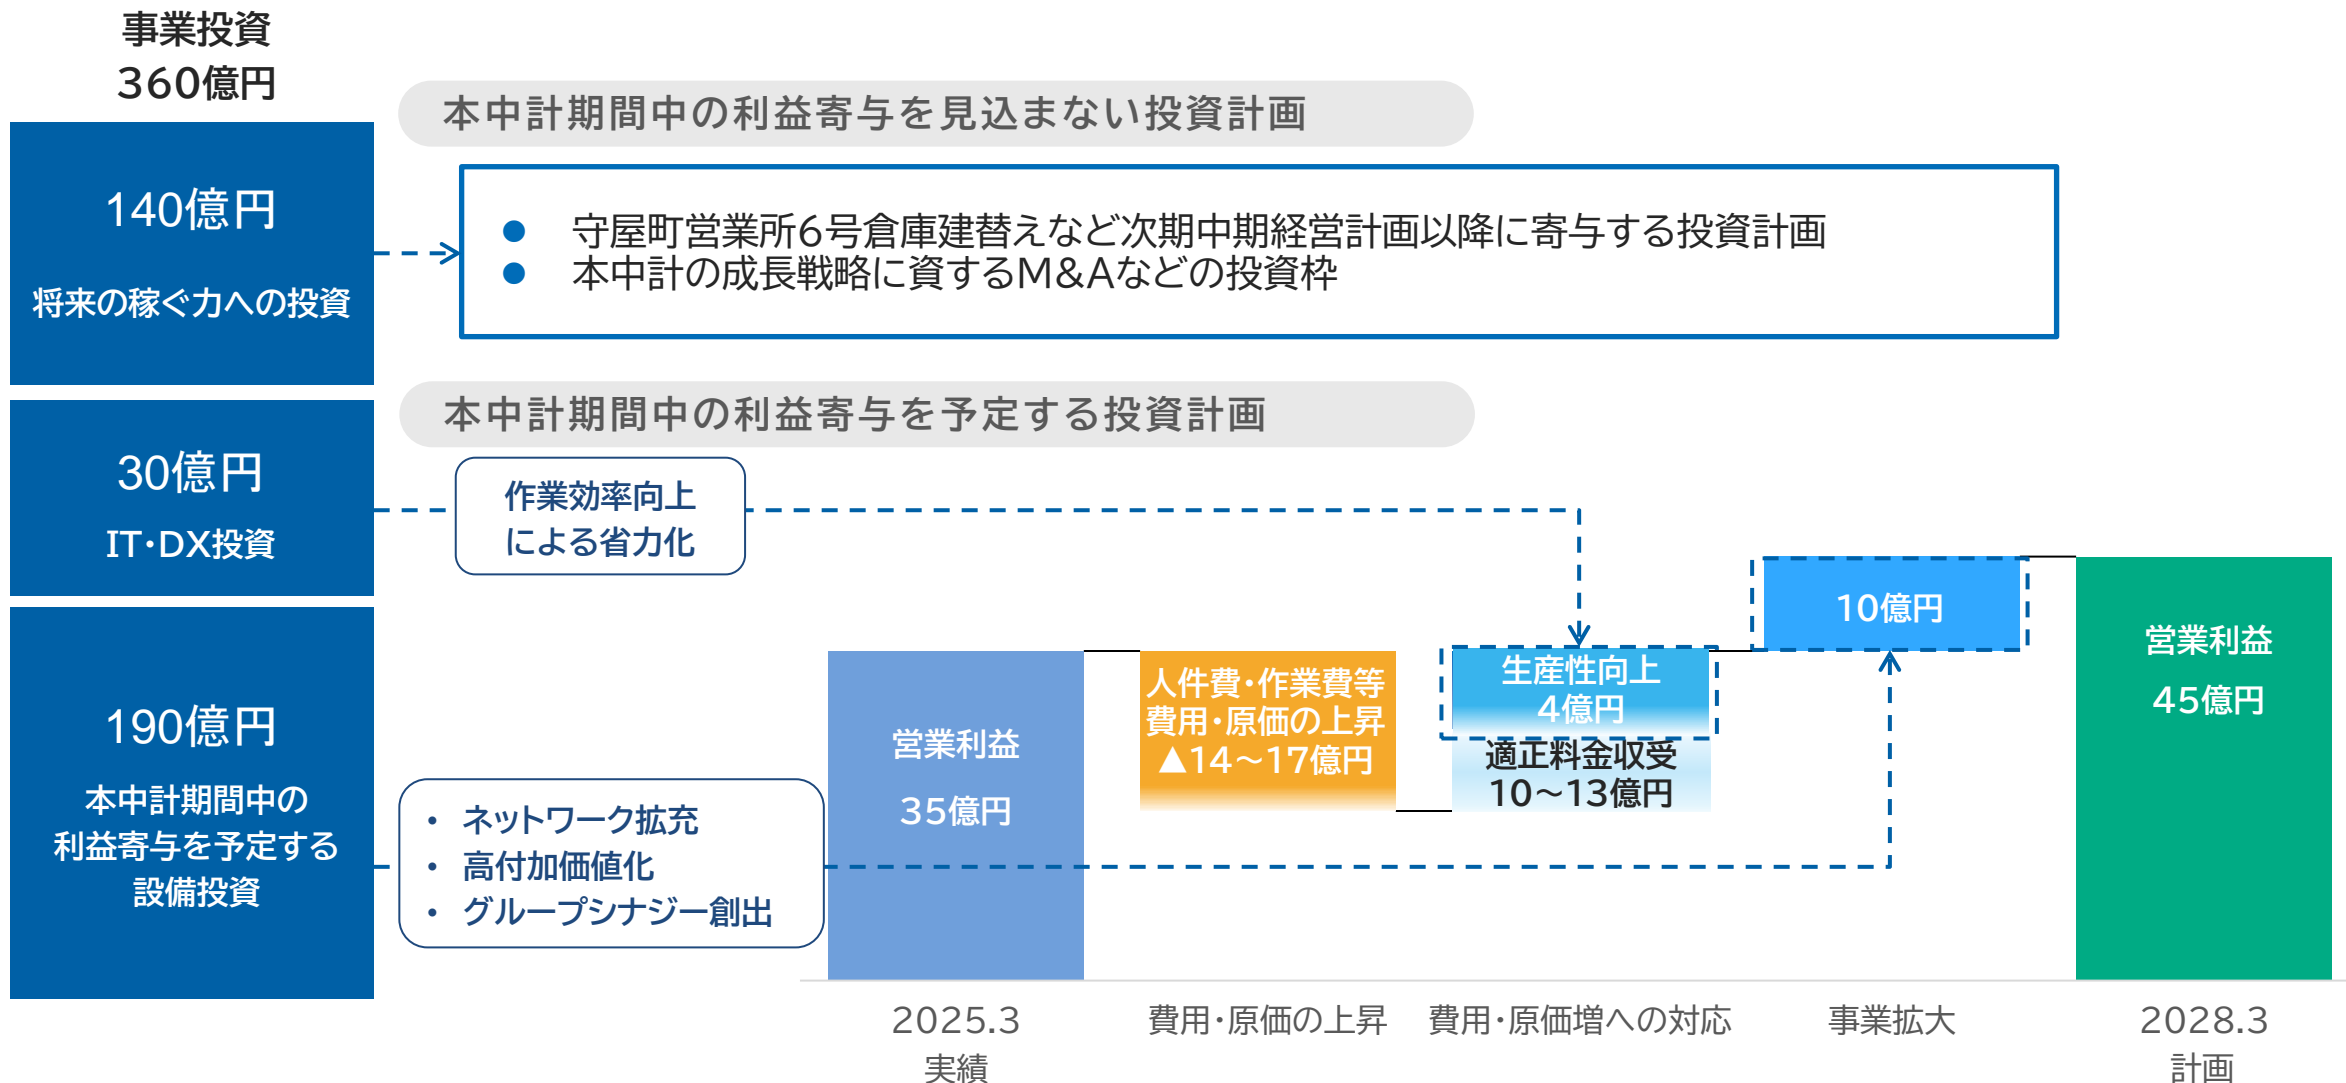 事業投資
360億円
本中計期間中の利益寄与を見込まない投資計画
140億円
将来の稼ぐ力への投資
● 守屋町営業所6号倉庫建替えなど次期中期経営計画以降に寄与する投資計画
● 本中計の成長戦略に資するM&Aなどの投資枠
本中計期間中の利益寄与を予定する投資計画
30億円
IT・DX投資
作業効率向上
による省力化
190億円
本中計期間中の
利益寄与を予定する
設備投資
• ネットワーク拡充
• 高付加価値化
• グループシナジー創出
営業利益
35億円
人件費・作業費等
費用・原価の上昇
▲14～17億円
生産性向上
4億円
適正料金収受
10～13億円
10億円
営業利益
45億円
2025.3
実績
費用・原価の上昇
費用・原価増への対応
事業拡大
2028.3
計画